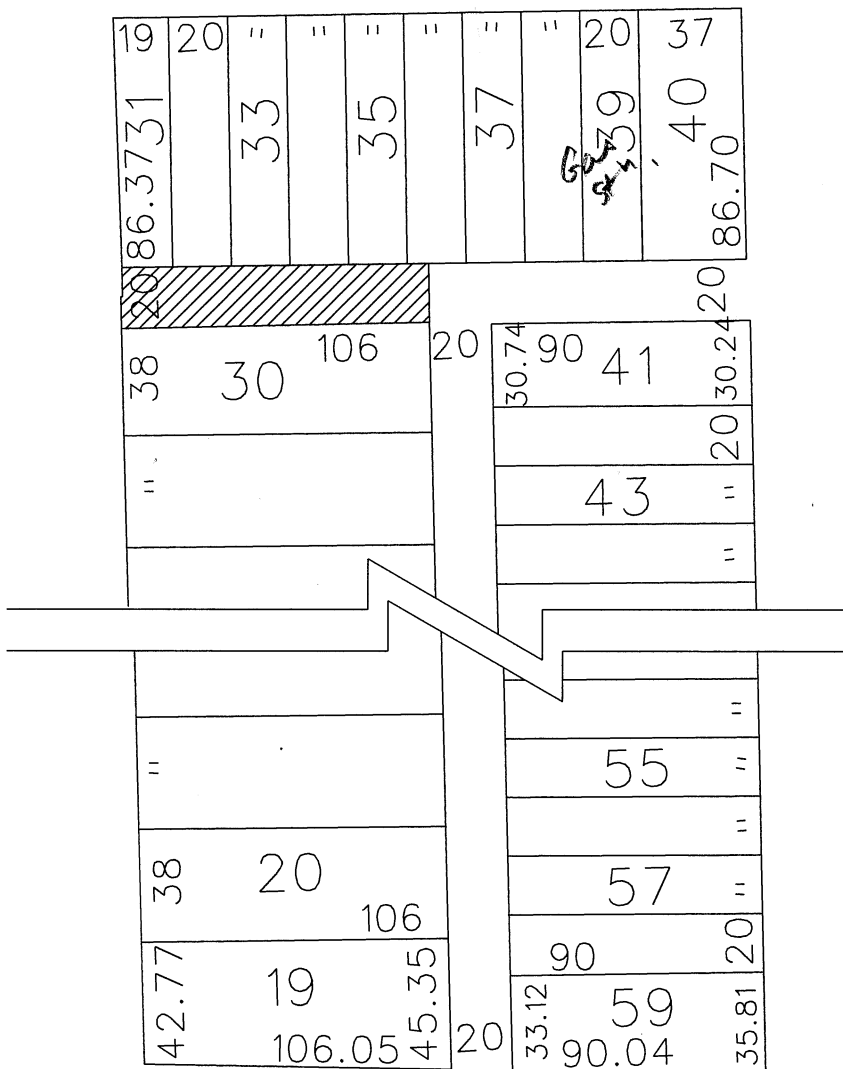 19 20 " " " " " " 20 37
86.37 31 33 35 37 39 40 86.70
20 20
38 30 106 20 30.74 90 41 30.24
20
= 43 =
=
=
= 55 =
=
38 20 57 =
106
90 20
42.77 19 45.35 33.12 59 35.81
106.05 20 90.04